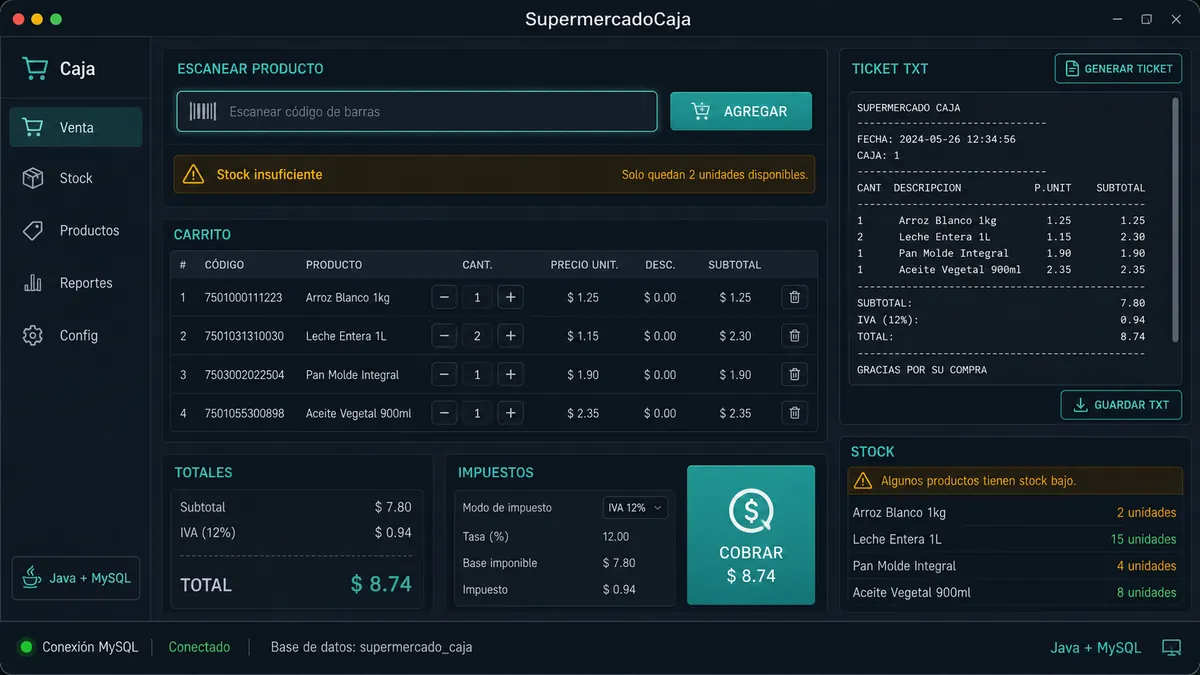 SupermercadoCaja
Caja
Venta
Stock
Productos
Reportes
Config
Java + MySQL
ESCANEAR PRODUCTO
Escanear código de barras
AGREGAR
Stock insuficiente
Solo quedan 2 unidades disponibles.
CARRITO
# CÓDIGO PRODUCTO CANT. PRECIO UNIT. DESC. SUBTOTAL
1 7501000111223 Arroz Blanco 1kg − 1 + $ 1.25 $ 0.00 $ 1.25
2 7501031310030 Leche Entera 1L − 2 + $ 1.15 $ 0.00 $ 2.30
3 7503002022504 Pan Molde Integral − 1 + $ 1.90 $ 0.00 $ 1.90
4 7501055300898 Aceite Vegetal 900ml − 1 + $ 2.35 $ 0.00 $ 2.35
TOTALES
Subtotal $ 7.80
IVA (12%) $ 0.94
TOTAL $ 8.74
IMPUESTOS
Modo de impuesto IVA 12%
Tasa (%) 12.00
Base imponible $ 7.80
Impuesto $ 0.94
$
COBRAR
$ 8.74
TICKET TXT
GENERAR TICKET
SUPERMERCADO CAJA
-----------------------------
FECHA: 2024-05-26 12:34:56
CAJA: 1
-----------------------------
CANT DESCRIPCION P.UNIT SUBTOTAL
--------------------------------------------
1 Arroz Blanco 1kg 1.25 1.25
2 Leche Entera 1L 1.15 2.30
1 Pan Molde Integral 1.90 1.90
1 Aceite Vegetal 900ml 2.35 2.35
--------------------------------------------
SUBTOTAL: 7.80
IVA (12%): 0.94
TOTAL: 8.74
--------------------------------------------
GRACIAS POR SU COMPRA
GUARDAR TXT
STOCK
Algunos productos tienen stock bajo.
Arroz Blanco 1kg 2 unidades
Leche Entera 1L 15 unidades
Pan Molde Integral 4 unidades
Aceite Vegetal 900ml 8 unidades
Conexión MySQL Conectado Base de datos: supermercado_caja Java + MySQL